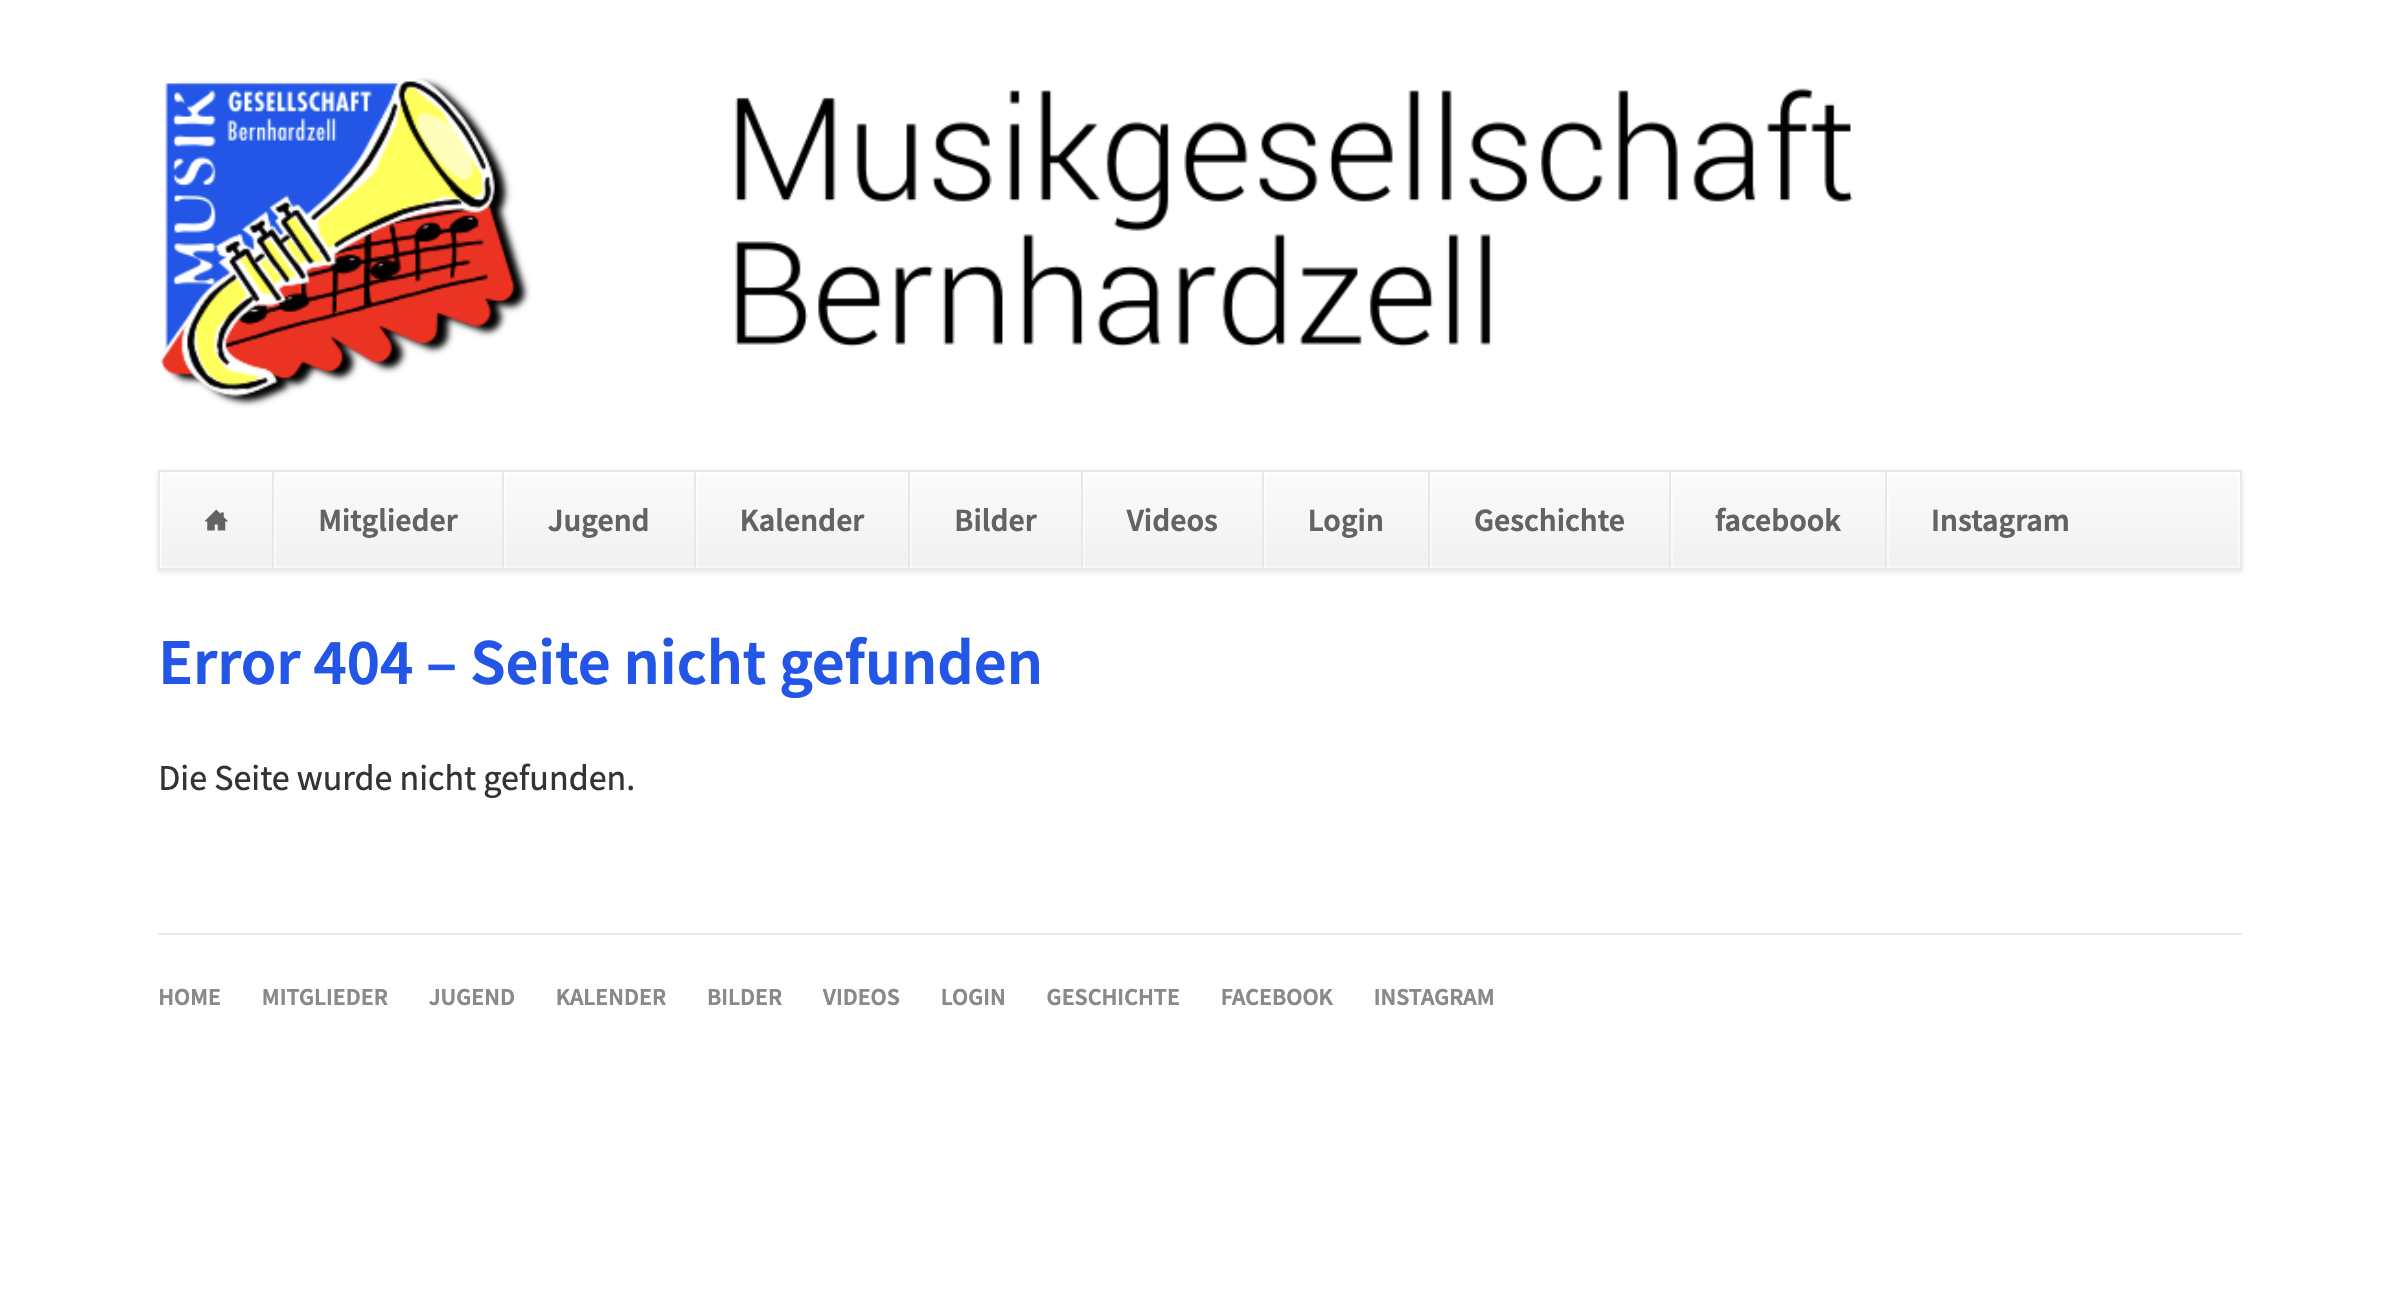 MUSIK
GESELLSCHAFT
Bernhardzell
Musikgesellschaft
Bernhardzell
Mitglieder Jugend Kalender Bilder Videos Login Geschichte facebook Instagram
Error 404 – Seite nicht gefunden
Die Seite wurde nicht gefunden.
HOME MITGLIEDER JUGEND KALENDER BILDER VIDEOS LOGIN GESCHICHTE FACEBOOK INSTAGRAM